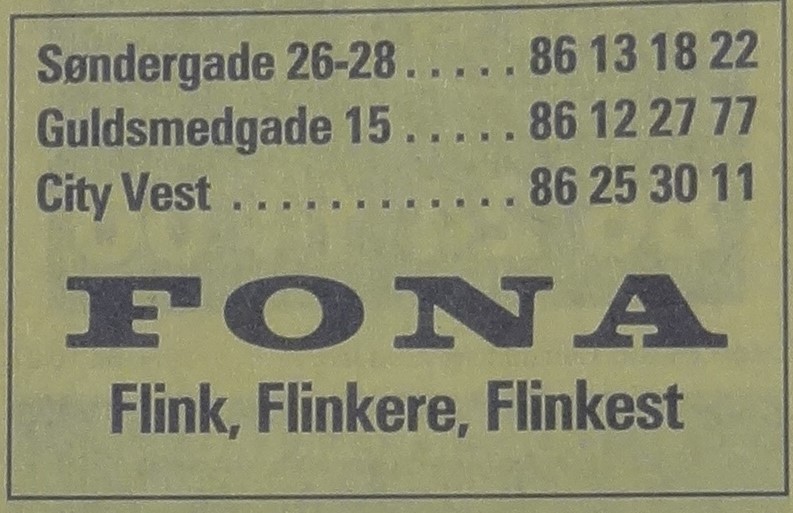 Søndergade 26-28 ..... 86 13 18 22
Guldsmedgade 15 ..... 86 12 27 77
City Vest ............ 86 25 30 11
FONA
Flink, Flinkere, Flinkest